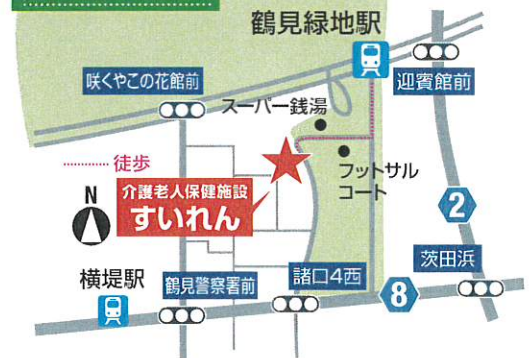 鶴見緑地駅
迎賓館前
咲くやこの花館前
スーパー銭湯
徒歩
フットサル
コート
N
介護老人保健施設
すいれん
2
茨田浜
横堤駅
鶴見警察署前
諸口4西
8